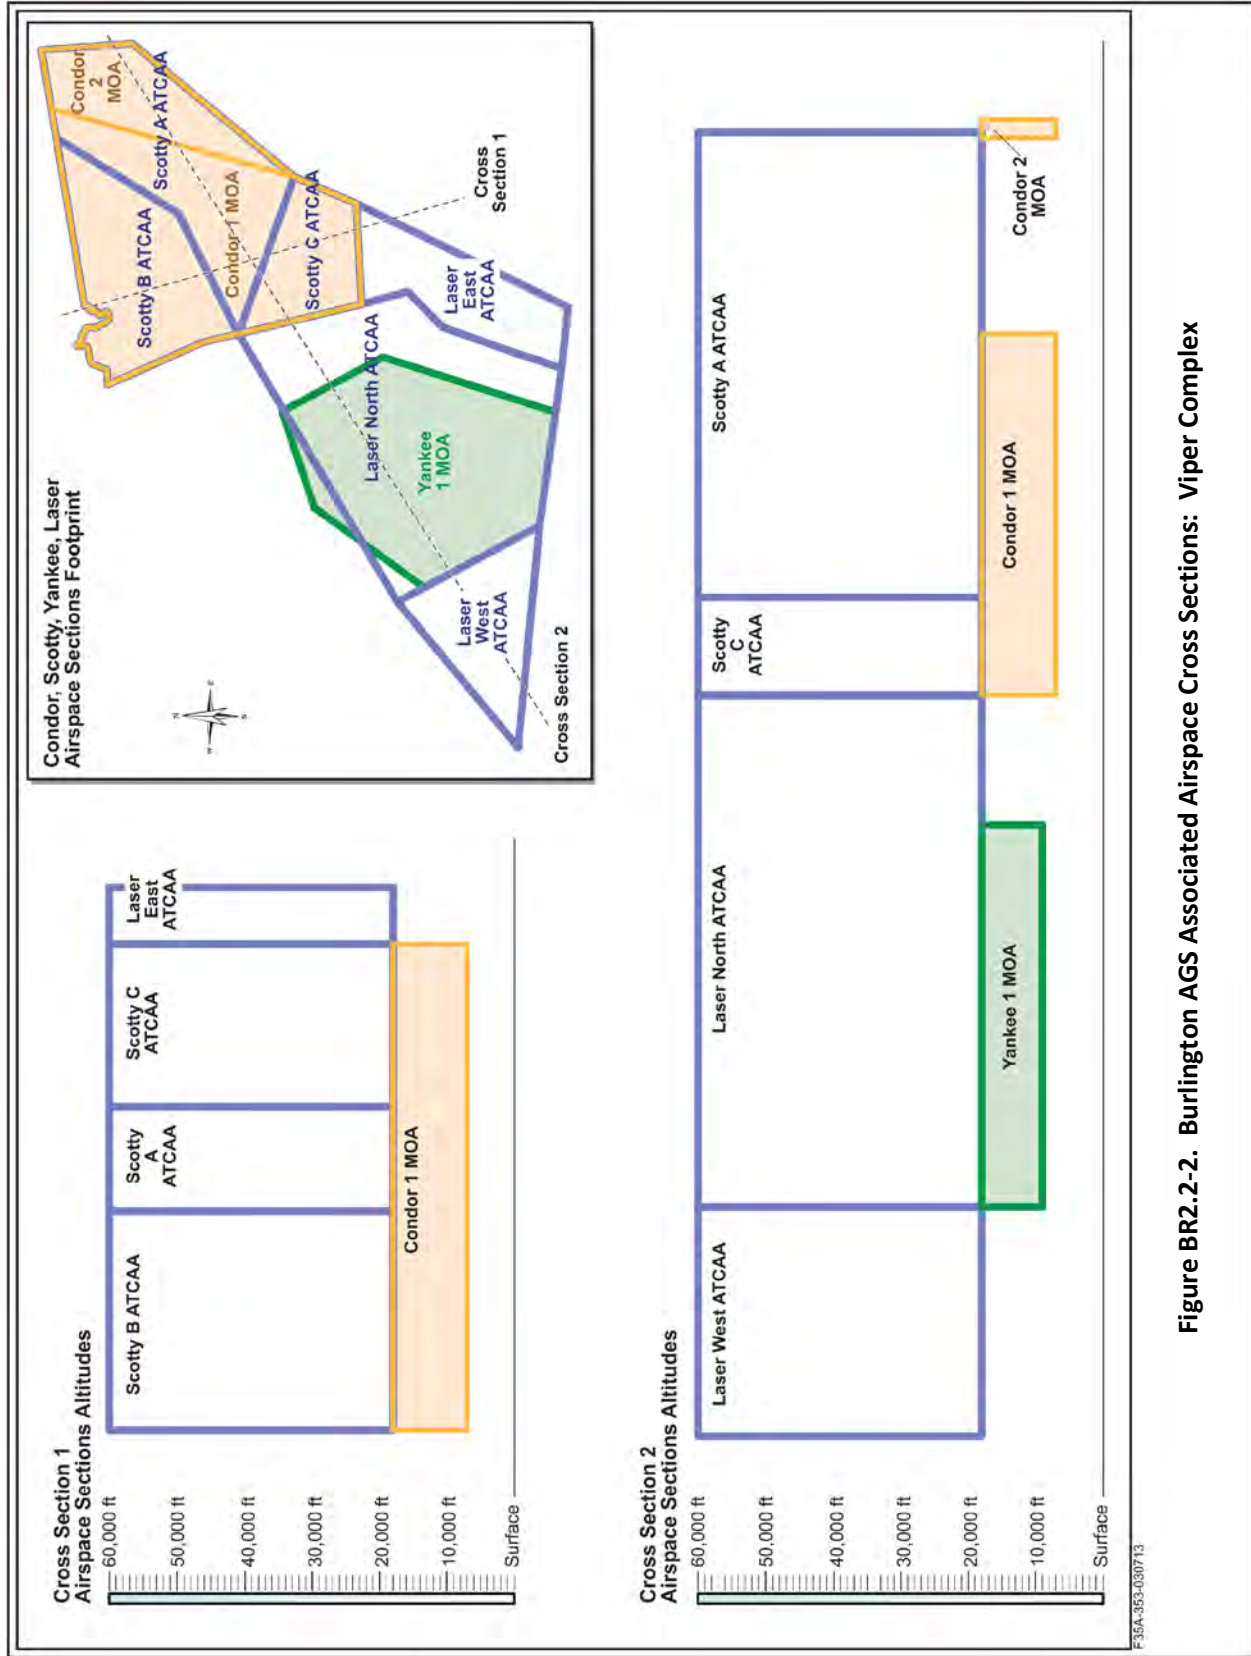 Cross Section 1
Airspace Sections Altitudes
60,000 ft
50,000 ft
40,000 ft
30,000 ft
20,000 ft
10,000 ft
Surface
Scotty B ATCAA
Scotty
A
ATCAA
Scotty C
ATCAA
Laser
East
ATCAA
Condor 1 MOA
Condor, Scotty, Yankee, Laser
Airspace Sections Footprint
N
W
E
S
Condor
2
MOA
Scotty A ATCAA
Scotty B ATCAA
Condor 1 MOA
Scotty C ATCAA
Cross
Section 1
Laser
East
ATCAA
Laser North ATCAA
Yankee
1 MOA
Laser
West
ATCAA
Cross Section 2
Cross Section 2
Airspace Sections Altitudes
60,000 ft
50,000 ft
40,000 ft
30,000 ft
20,000 ft
10,000 ft
Surface
Laser West ATCAA
Laser North ATCAA
Scotty
C
ATCAA
Scotty A ATCAA
Yankee 1 MOA
Condor 1 MOA
Condor 2
MOA
F35A-353-030713
Figure BR2.2-2. Burlington AGS Associated Airspace Cross Sections: Viper Complex